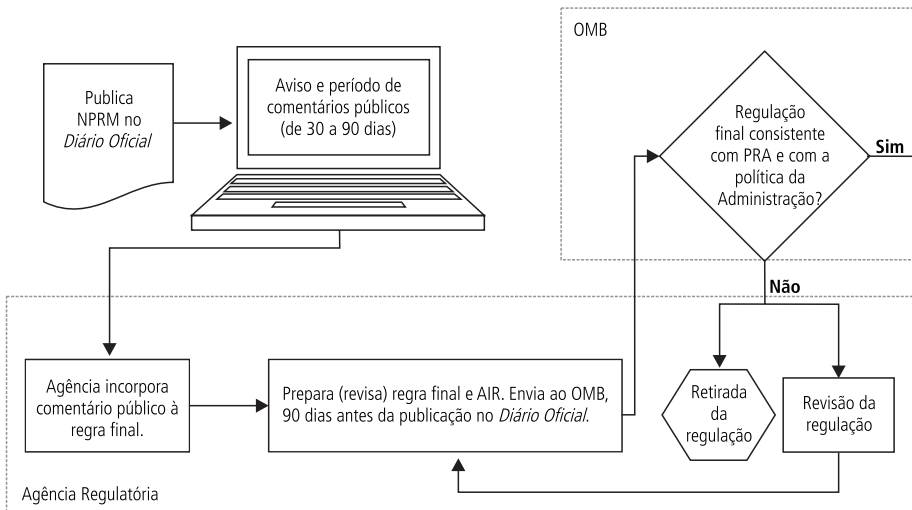 OMB
Publica
NPRM no
Diário Oficial
Aviso e período de
comentários públicos
(de 30 a 90 dias)
Regulação
final consistente
com PRA e com a
política da
Administração?
Sim
Não
Agência incorpora
comentário público à
regra final.
Prepara (revisa) regra final e AIR. Envia ao OMB,
90 dias antes da publicação no Diário Oficial.
Retirada
da
regulação
Revisão da
regulação
Agência Regulatória